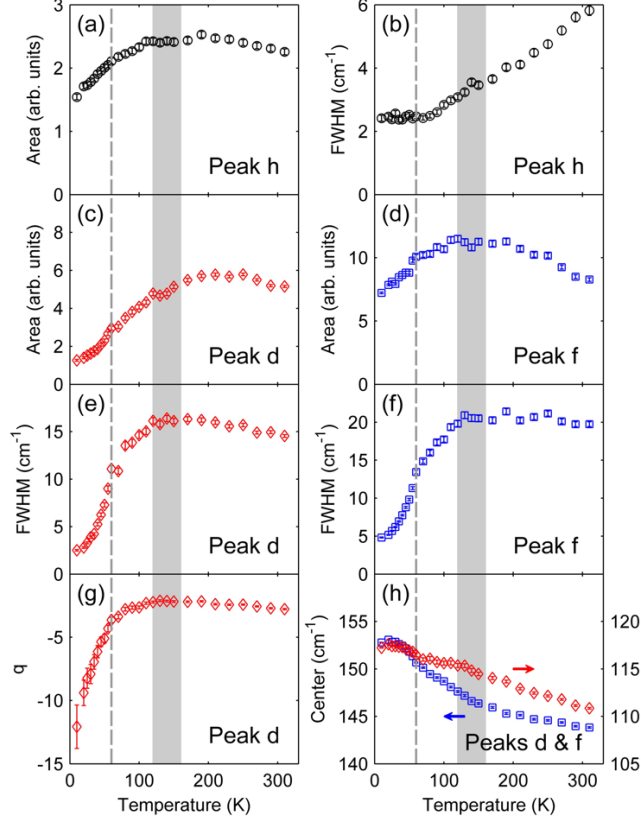 (a)
3
2
1
0
Area (arb. units)
Peak h
(b)
6
4
2
0
FWHM (cm⁻¹)
Peak h
(c)
8
6
4
2
0
Area (arb. units)
Peak d
(d)
10
5
0
Area (arb. units)
Peak f
(e)
15
10
5
0
FWHM (cm⁻¹)
Peak d
(f)
20
15
10
5
0
FWHM (cm⁻¹)
Peak f
(g)
-5
-10
-15
q
Peak d
0 100 200 300
Temperature (K)
(h)
155
150
145
140
Center (cm⁻¹)
120
115
110
105
Peaks d & f
0 100 200 300
Temperature (K)